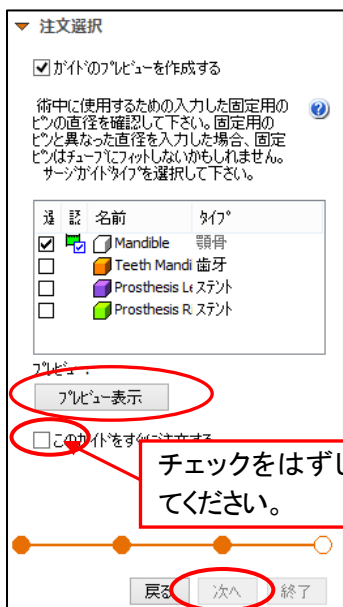 注文選択
ガイドのプレビューを作成する
術中に使用するための入力した固定用の
ピンの直径を確認して下さい。固定用の
ピンと異なった直径を入力した場合、固定
ピンはチューブにフィットしないかもしれません。
サージガイドタイプを選択して下さい。
名前 タイプ
Mandible 顎骨
Teeth Mandi 歯牙
Prosthesis Le ステント
Prosthesis R ステント
プレビュー:
プレビュー表示
このガイドをすぐに注文する
チェックをはずし
てください。
戻る 次へ 終了